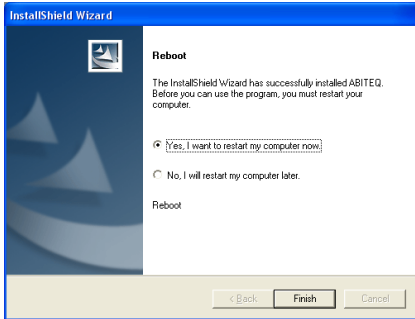 InstallShield Wizard
Reboot
The InstallShield Wizard has successfully installed ABITEQ.
Before you can use the program, you must restart your
computer.
Yes, I want to restart my computer now.
No, I will restart my computer later.
Reboot
< Back Finish Cancel